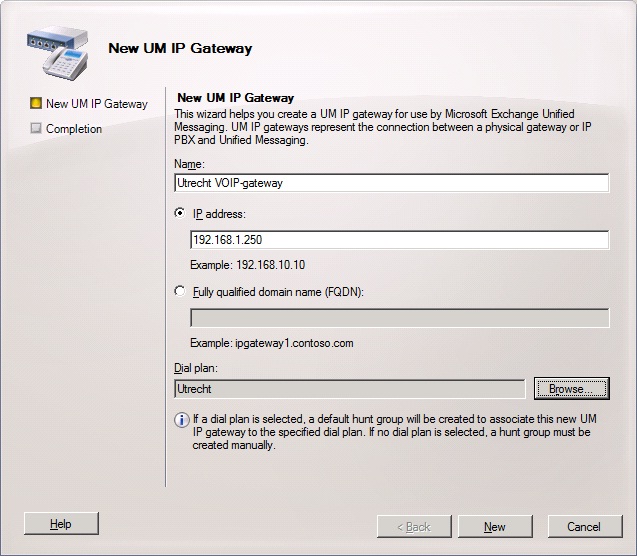 New UM IP Gateway
New UM IP Gateway
Completion
New UM IP Gateway
This wizard helps you create a UM IP gateway for use by Microsoft Exchange Unified
Messaging. UM IP gateways represent the connection between a physical gateway or IP
PBX and Unified Messaging.
Name:
Utrecht VOIP-gateway
IP address:
192.168.1.250
Example: 192.168.10.10
Fully qualified domain name (FQDN):
Example: ipgateway1.contoso.com
Dial plan:
Utrecht
Browse...
If a dial plan is selected, a default hunt group will be created to associate this new UM
IP gateway to the specified dial plan. If no dial plan is selected, a hunt group must be
created manually.
Help
< Back
New
Cancel